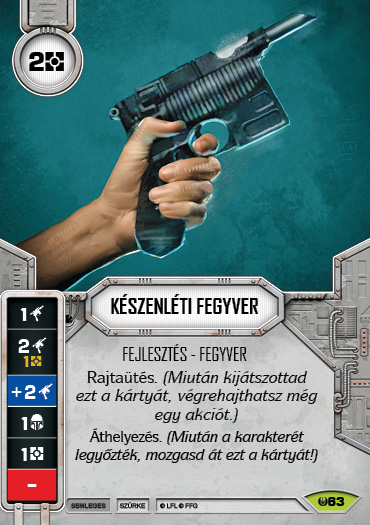 2
KÉSZENLÉTI FEGYVER
1
2
1
+2
1
1
-
FEJLESZTÉS - FEGYVER
Rajtaütés. (Miután kijátszottad
ezt a kártyát, végrehajthatsz még
egy akciót.)
Áthelyezés. (Miután a karakterét
legyőzték, mozgasd át ezt a kártyát!)
SEMLEGES SZÜRKE © LFL © FFG 63